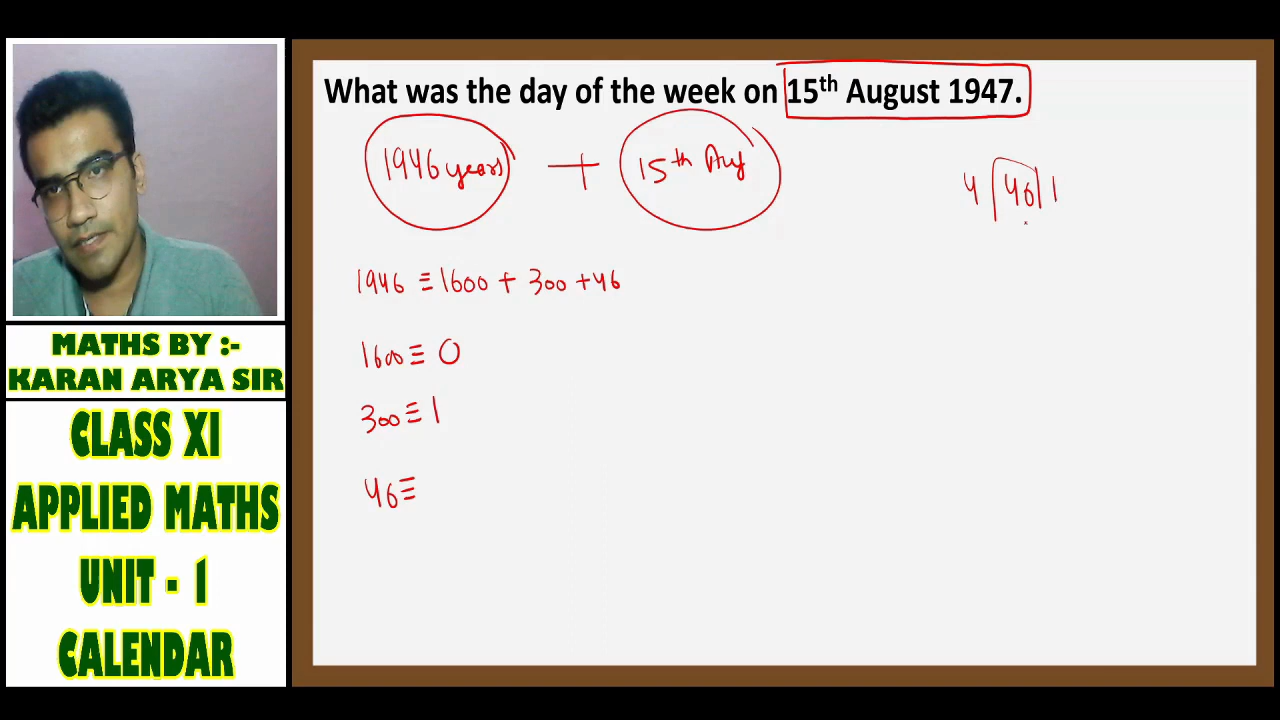 What was the day of the week on 15th August 1947.
1946 years + 15th Aug
4 46 1
1946 ≡ 1600 + 300 + 46
1600 ≡ 0
300 ≡ 1
46 ≡
MATHS BY :-
KARAN ARYA SIR
CLASS XI
APPLIED MATHS
UNIT - 1
CALENDAR